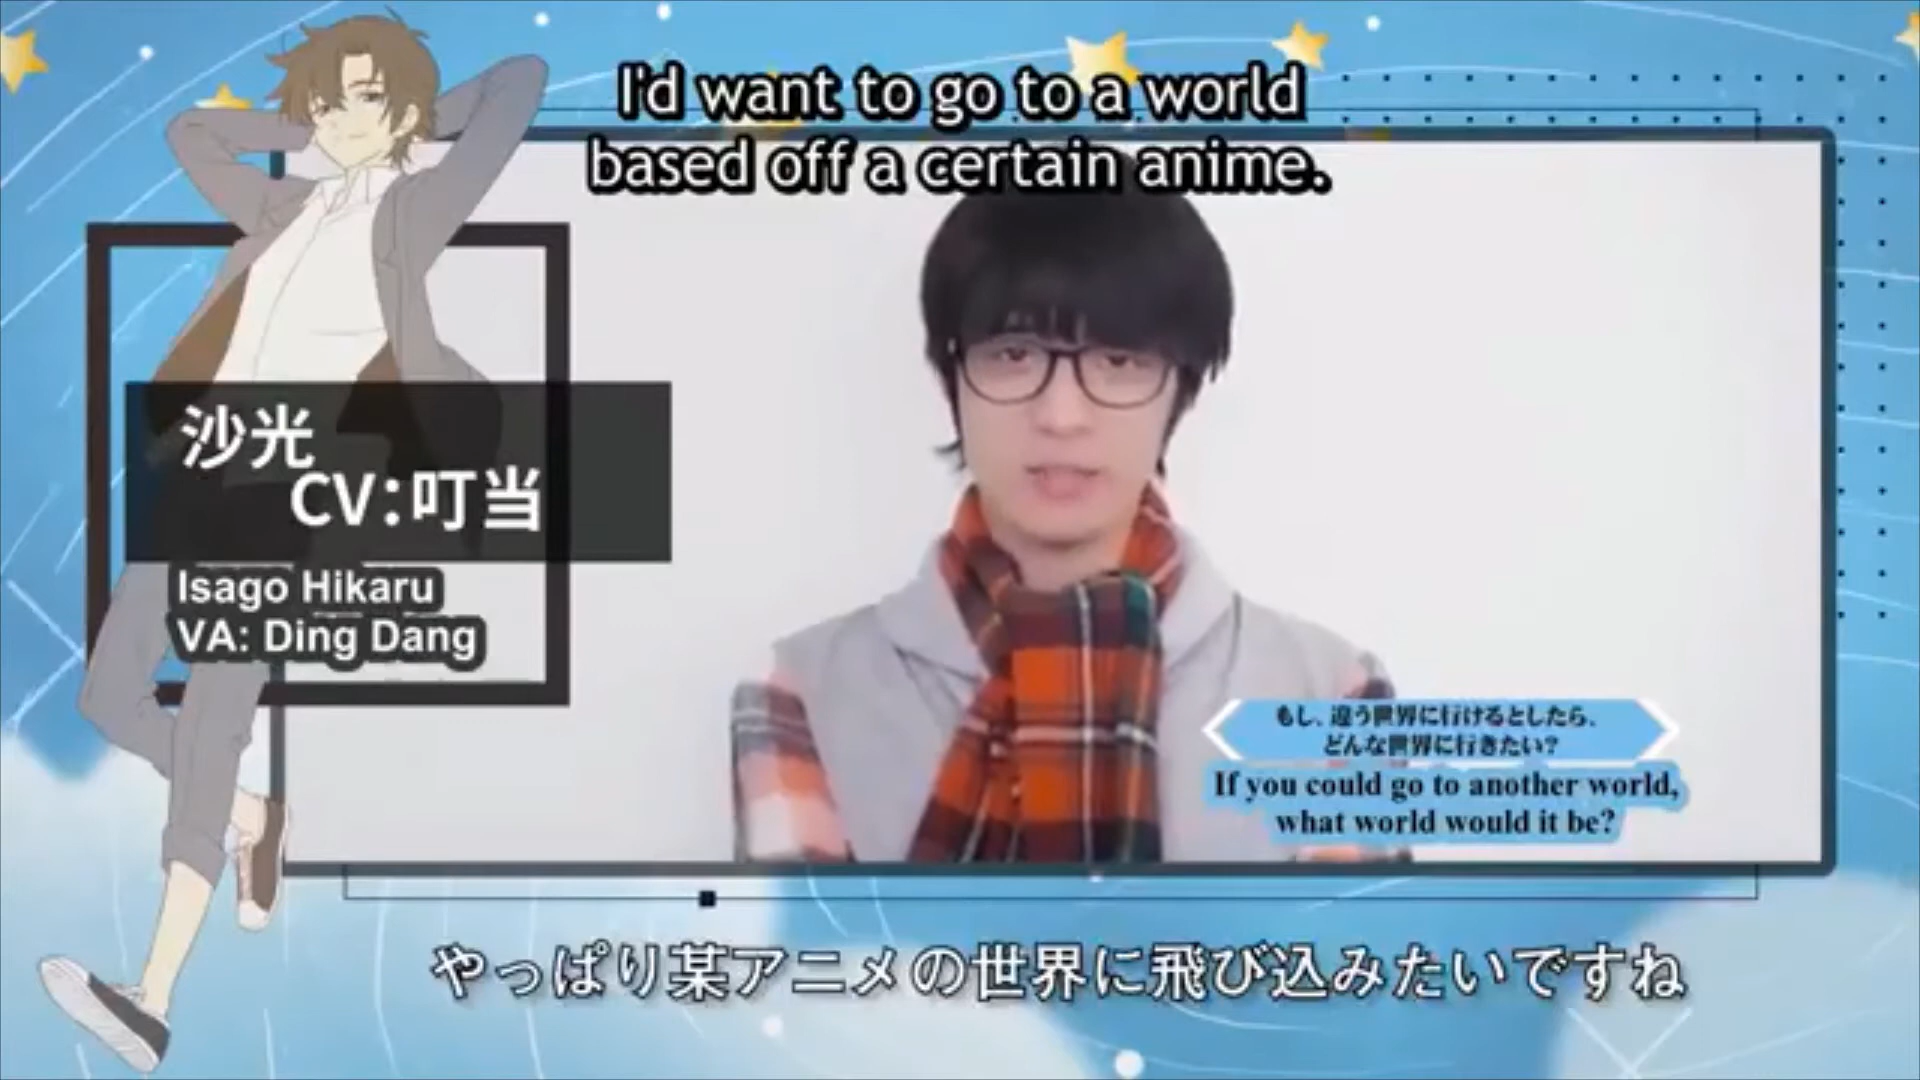 I'd want to go to a world
based off a certain anime.
沙光
CV:叮当
Isago Hikaru
VA: Ding Dang
もし、違う世界に行けるとしたら、
どんな世界に行きたい?
If you could go to another world,
what world would it be?
やっぱり某アニメの世界に飛び込みたいですね